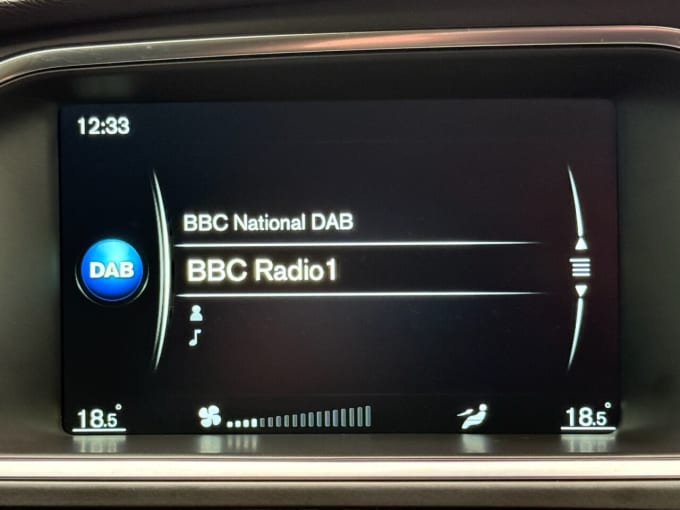 12:33
BBC National DAB
DAB
BBC Radio1
18.5°
18.5°